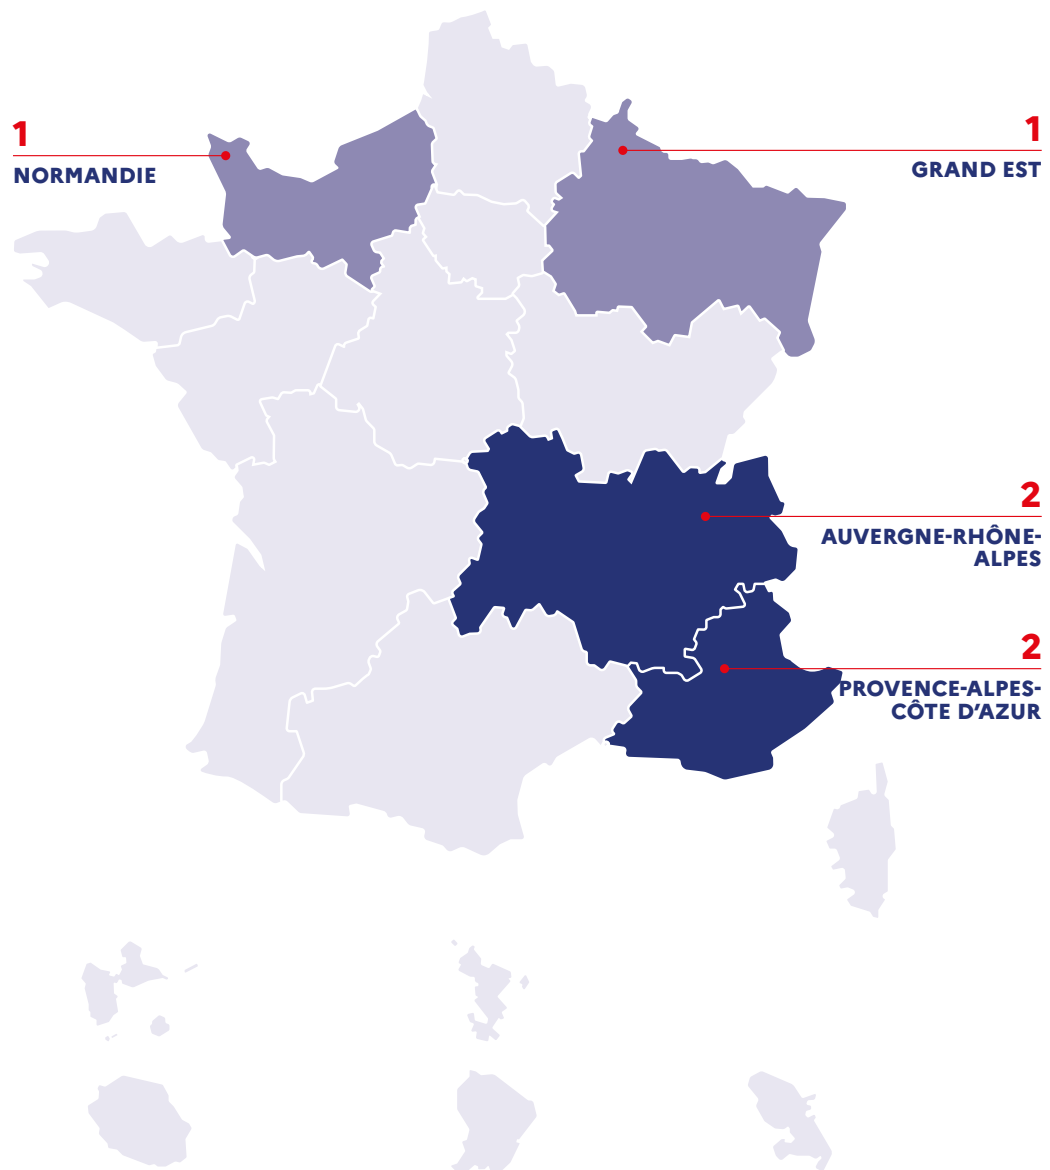 1
NORMANDIE
1
GRAND EST
2
AUVERGNE-RHÔNE-
ALPES
2
PROVENCE-ALPES-
CÔTE D’AZUR